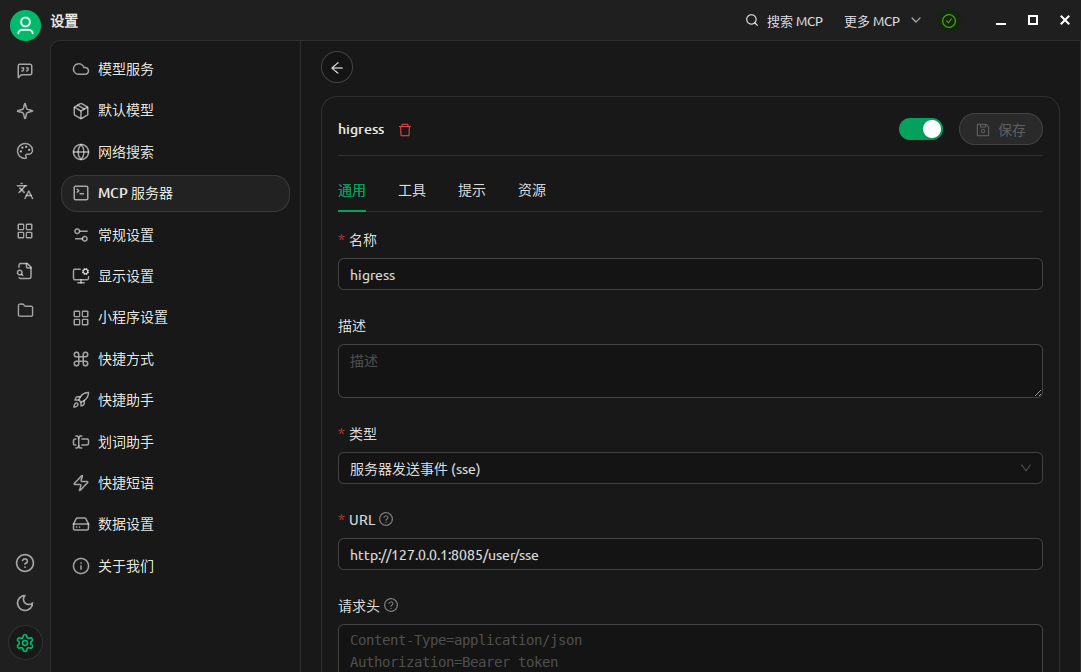 设置
搜索 MCP
更多 MCP
模型服务
默认模型
网络搜索
MCP 服务器
常规设置
显示设置
小程序设置
快捷方式
快捷助手
划词助手
快捷短语
数据设置
关于我们
higress
保存
通用
工具
提示
资源
* 名称
higress
描述
描述
* 类型
服务器发送事件 (sse)
* URL
http://127.0.0.1:8085/user/sse
请求头
Content-Type=application/json
Authorization=Bearer token